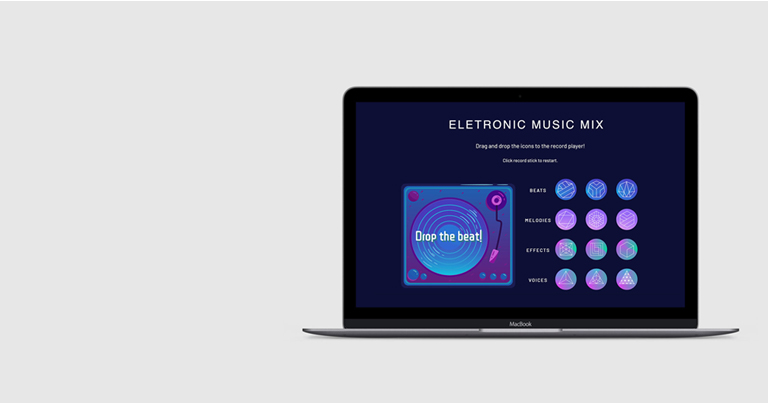 ELETRONIC MUSIC MIX
Drag and drop the icons to the record player!
Click record stick to restart.
Drop the beat!
BEATS
MELODIES
EFFECTS
VOICES
MacBook